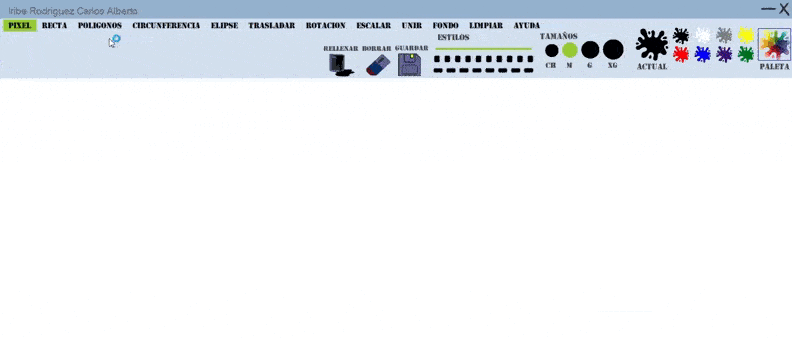 Iribe Rodriguez Carlos Alberto
PIXEL RECTA POLIGONOS CIRCUNFERENCIA ELIPSE TRASLADAR ROTACION ESCALAR UNIR FONDO LIMPIAR AYUDA
ESTILOS TAMAÑOS
RELLENAR BORRAR GUARDAR
CH M G XG ACTUAL PALETA